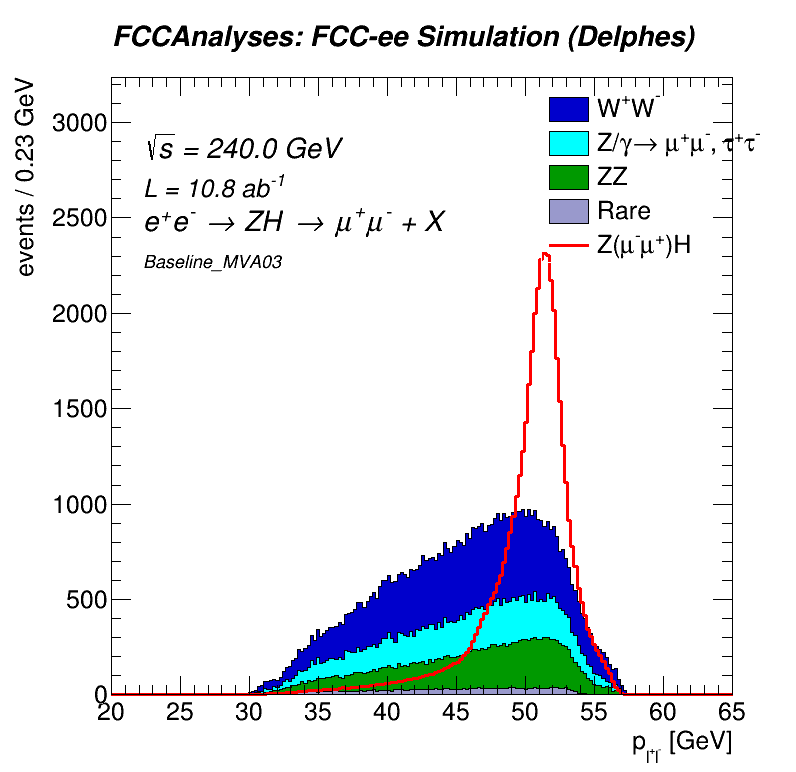 FCCAnalyses: FCC-ee Simulation (Delphes)
events / 0.23 GeV
3000
2500
2000
1500
1000
500
0
√s = 240.0 GeV
L = 10.8 ab⁻¹
e⁺e⁻ → ZH → μ⁺μ⁻ + X
Baseline_MVA03
W⁺W⁻
Z/γ→ μ⁺μ⁻, τ⁺τ⁻
ZZ
Rare
Z(μ⁻μ⁺)H
20 25 30 35 40 45 50 55 60 65
p_l⁺l⁻ [GeV]